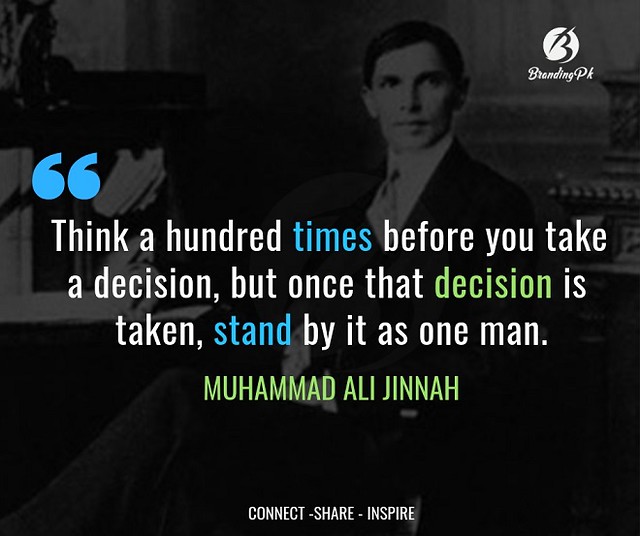 BrandingPk
Think a hundred times before you take
a decision, but once that decision is
taken, stand by it as one man.
MUHAMMAD ALI JINNAH
CONNECT -SHARE - INSPIRE